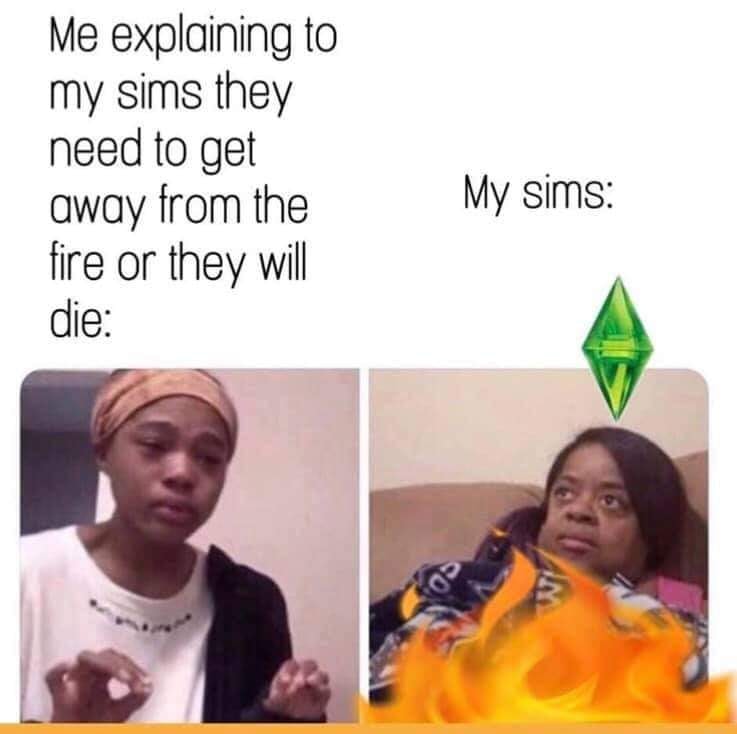 Me explaining to
my sims they
need to get
away from the
fire or they will
die:
My sims: